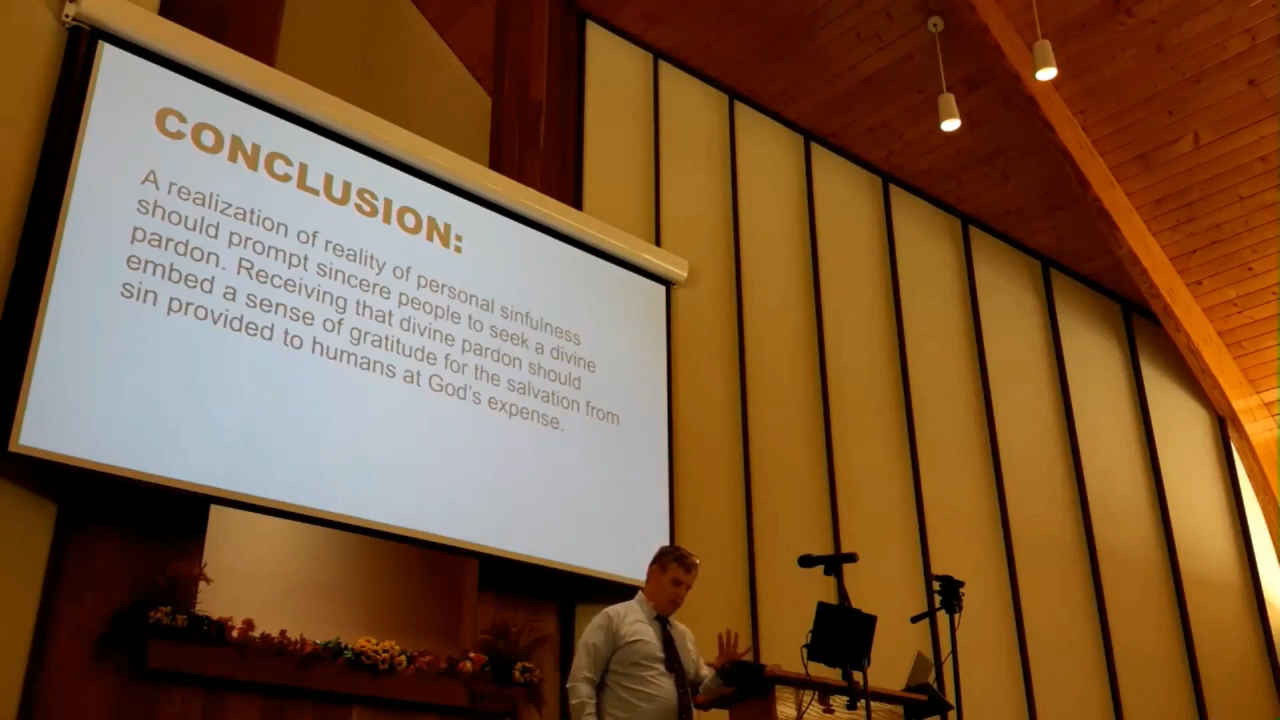 CONCLUSION:
A realization of reality of personal sinfulness
should prompt sincere people to seek a divine
pardon. Receiving that divine pardon should
embed a sense of gratitude for the salvation from
sin provided to humans at God's expense.